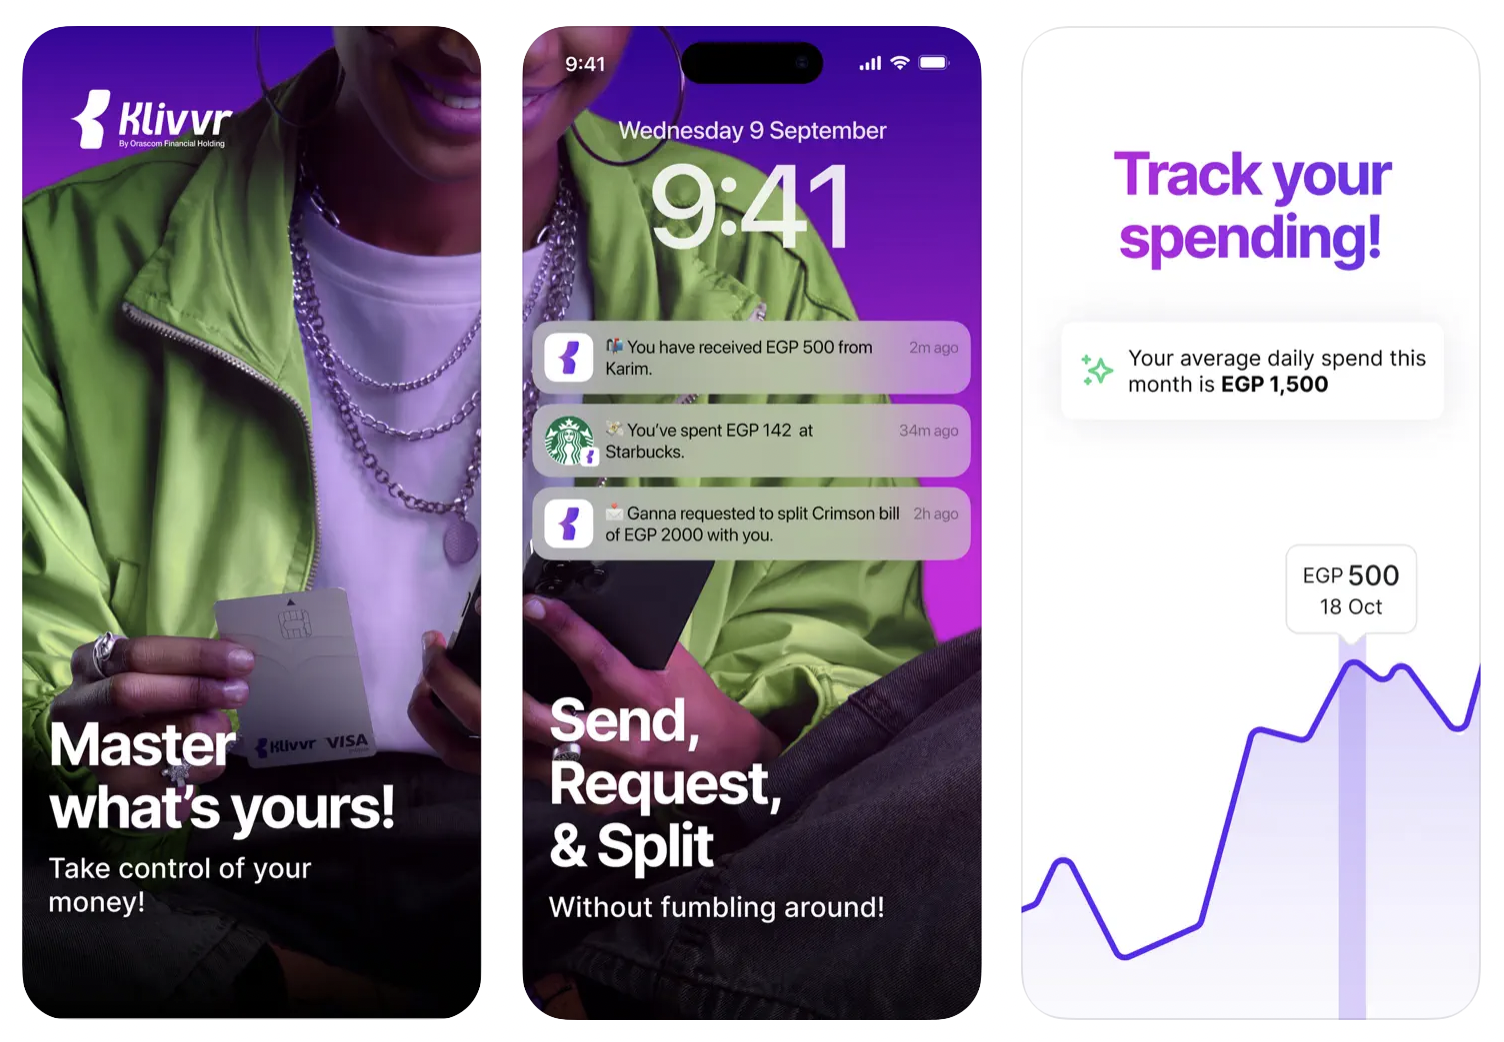 Klivvr
By Orascom Financial Holding
Klivvr VISA
Master
what's yours!
Take control of your
money!
9:41
Wednesday 9 September
9:41
📬 You have received EGP 500 from
Karim.
2m ago
💸 You've spent EGP 142 at
Starbucks.
34m ago
📩 Ganna requested to split Crimson bill
of EGP 2000 with you.
2h ago
Send,
Request,
& Split
Without fumbling around!
Track your
spending!
Your average daily spend this
month is EGP 1,500
EGP 500
18 Oct